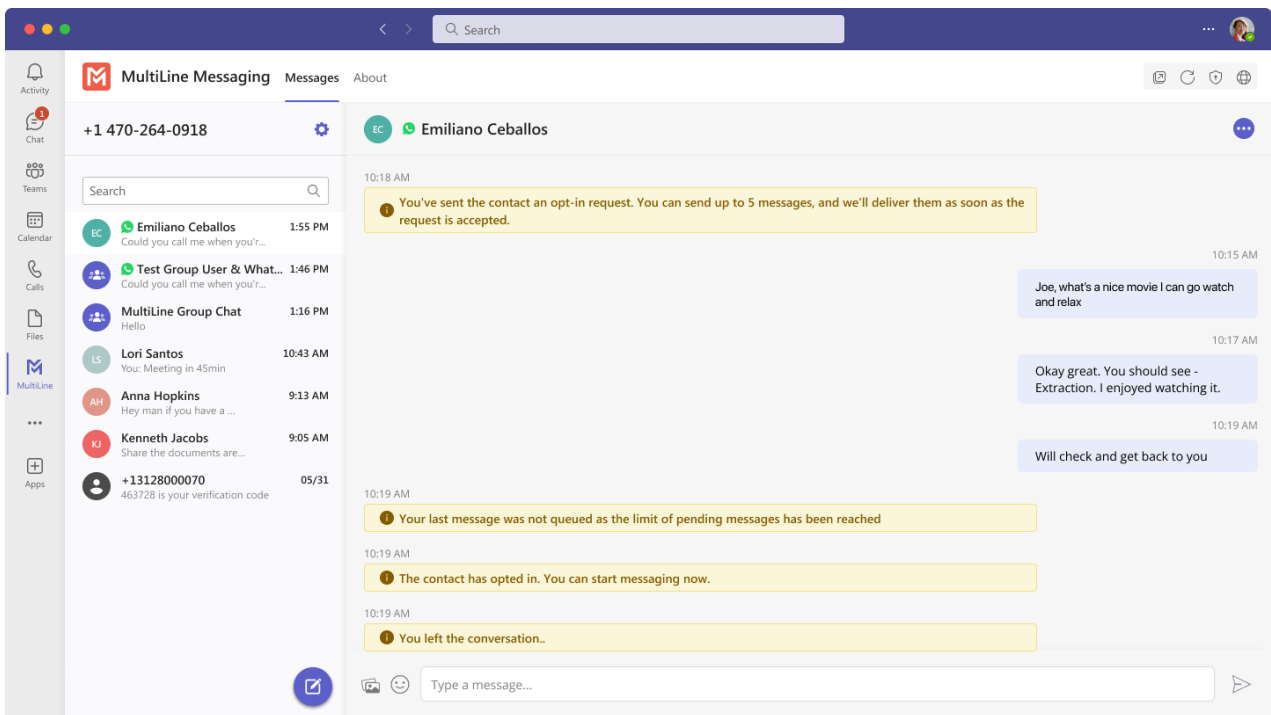 Search
Activity
1
Chat
Teams
Calendar
Calls
Files
MultiLine
Apps
MultiLine Messaging Messages About
+1 470-264-0918
Search
EC Emiliano Ceballos 1:55 PM
Could you call me when you'r...
Test Group User & What... 1:46 PM
Could you call me when you'r...
MultiLine Group Chat 1:16 PM
Hello
LS Lori Santos 10:43 AM
You: Meeting in 45min
AH Anna Hopkins 9:13 AM
Hey man if you have a ...
KJ Kenneth Jacobs 9:05 AM
Share the documents are...
+13128000070 05/31
463728 is your verification code
EC Emiliano Ceballos
10:18 AM
You've sent the contact an opt-in request. You can send up to 5 messages, and we'll deliver them as soon as the
request is accepted.
10:15 AM
Joe, what's a nice movie I can go watch
and relax
10:17 AM
Okay great. You should see -
Extraction. I enjoyed watching it.
10:19 AM
Will check and get back to you
10:19 AM
Your last message was not queued as the limit of pending messages has been reached
10:19 AM
The contact has opted in. You can start messaging now.
10:19 AM
You left the conversation..
Type a message...